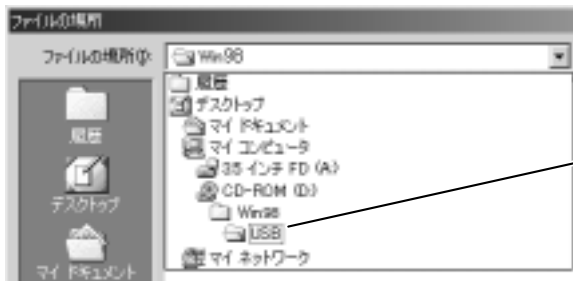 ファイルの場所
ファイルの場所(I):
Win98
履歴
デスクトップ
マイ ドキュメント
マイ コンピュータ
3.5 インチ FD (A:)
CD-ROM (D:)
Win98
USB
マイ ネットワーク
履歴
デスクトップ
マイ ドキュメント